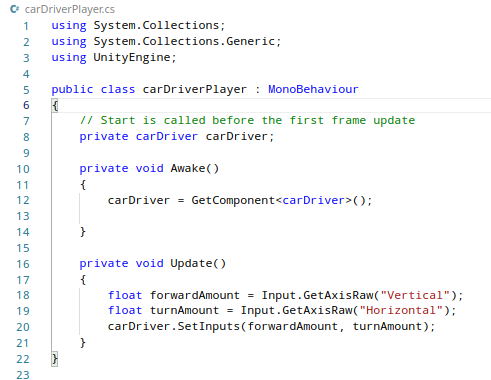 carDriverPlayer.cs
1 using System.Collections;
2 using System.Collections.Generic;
3 using UnityEngine;
4
5 public class carDriverPlayer : MonoBehaviour
6 {
7     // Start is called before the first frame update
8     private carDriver carDriver;
9
10     private void Awake()
11     {
12         carDriver = GetComponent<carDriver>();
13
14     }
15
16     private void Update()
17     {
18         float forwardAmount = Input.GetAxisRaw("Vertical");
19         float turnAmount = Input.GetAxisRaw("Horizontal");
20         carDriver.SetInputs(forwardAmount, turnAmount);
21     }
22 }
23